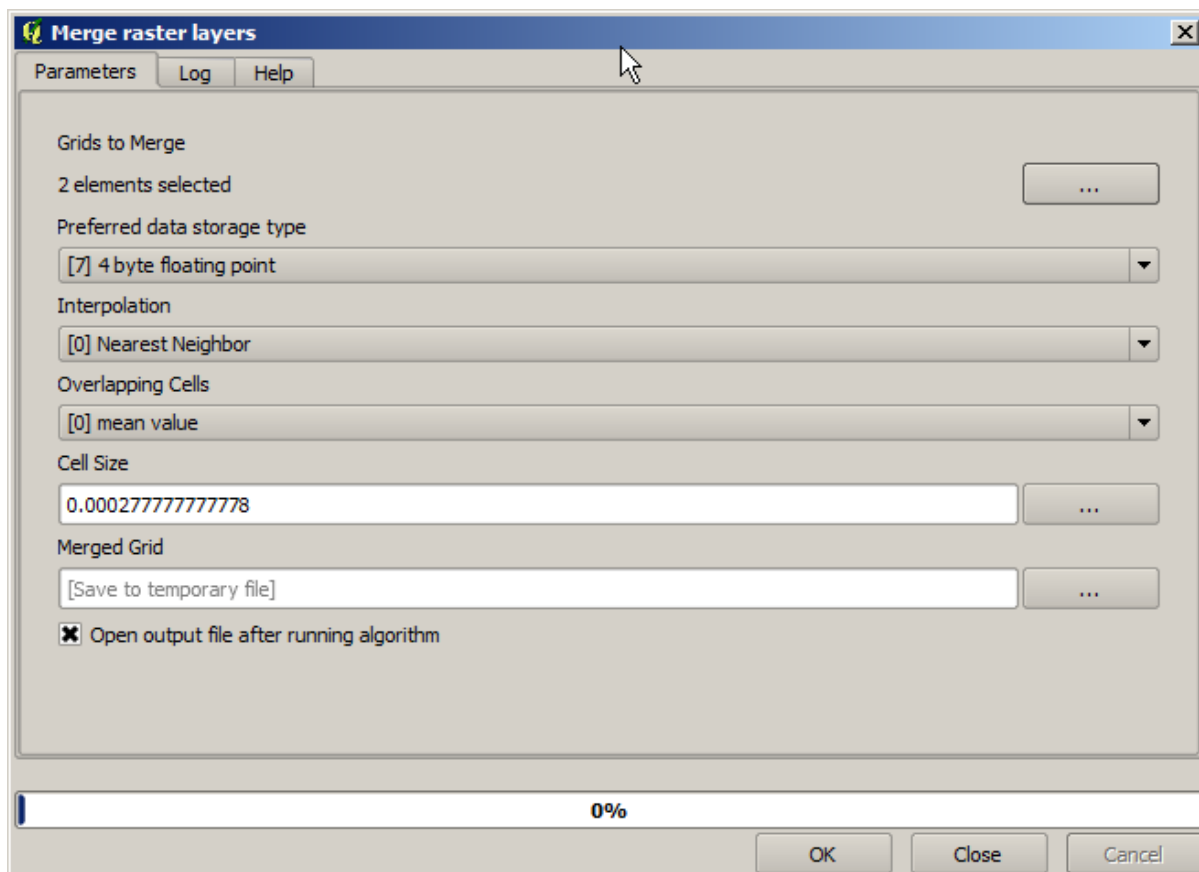 Merge raster layers
Parameters Log Help
Grids to Merge
2 elements selected
...
Preferred data storage type
[7] 4 byte floating point
Interpolation
[0] Nearest Neighbor
Overlapping Cells
[0] mean value
Cell Size
0.000277777777778
...
Merged Grid
[Save to temporary file]
...
Open output file after running algorithm
0%
OK Close Cancel